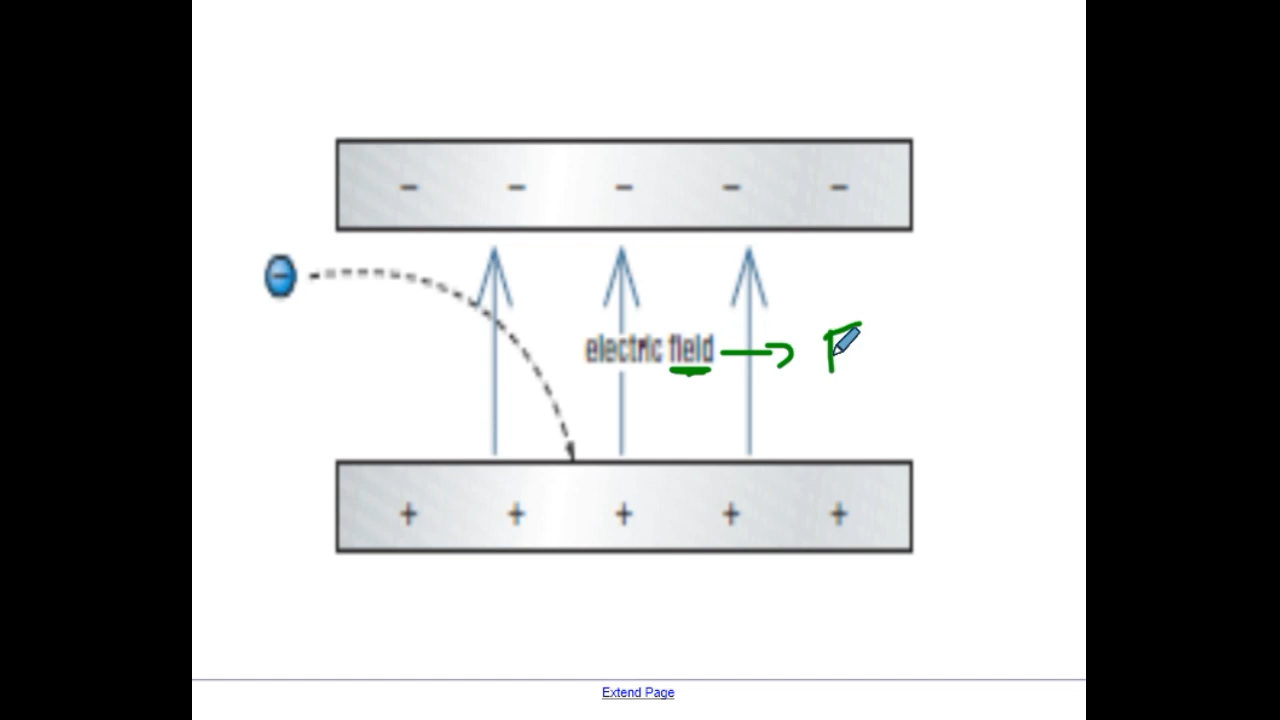 - - - - -
-
electric field → F
+ + + + +
Extend Page